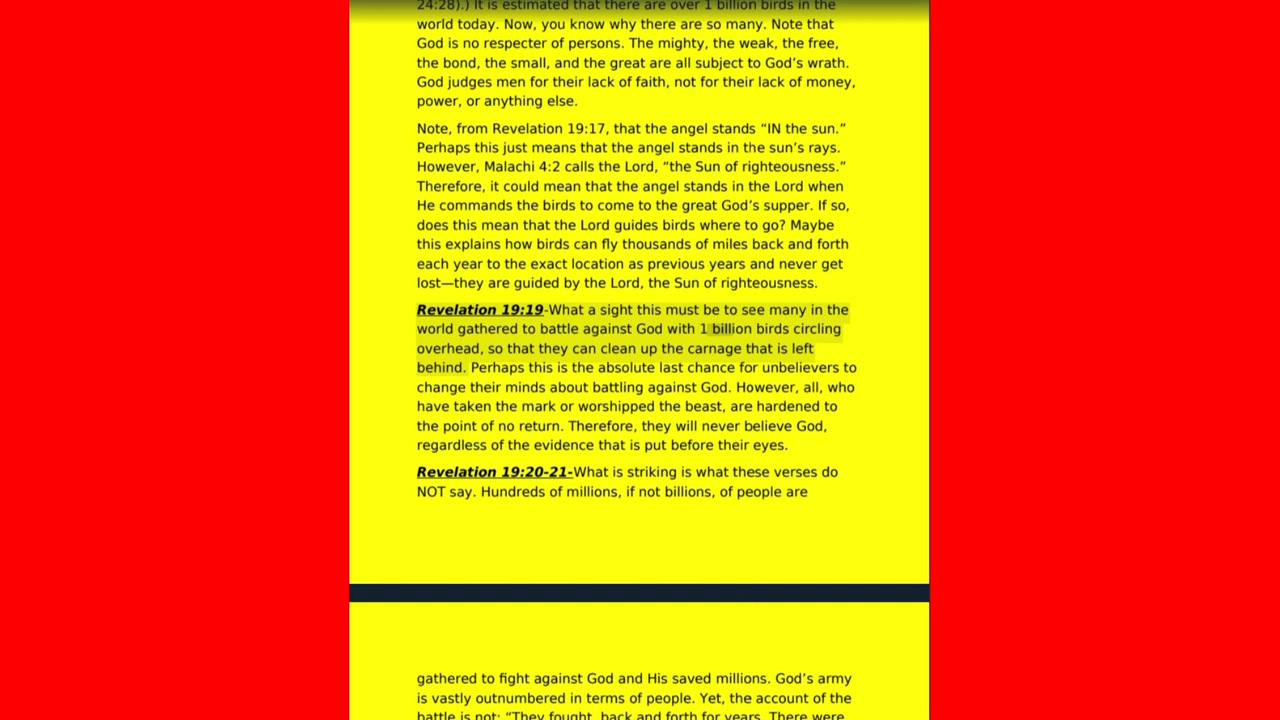 24:28).) It is estimated that there are over 1 billion birds in the
world today. Now, you know why there are so many. Note that
God is no respecter of persons. The mighty, the weak, the free,
the bond, the small, and the great are all subject to God’s wrath.
God judges men for their lack of faith, not for their lack of money,
power, or anything else.
Note, from Revelation 19:17, that the angel stands “IN the sun.”
Perhaps this just means that the angel stands in the sun’s rays.
However, Malachi 4:2 calls the Lord, “the Sun of righteousness.”
Therefore, it could mean that the angel stands in the Lord when
He commands the birds to come to the great God’s supper. If so,
does this mean that the Lord guides birds where to go? Maybe
this explains how birds can fly thousands of miles back and forth
each year to the exact location as previous years and never get
lost—they are guided by the Lord, the Sun of righteousness.
Revelation 19:19-What a sight this must be to see many in the
world gathered to battle against God with 1 billion birds circling
overhead, so that they can clean up the carnage that is left
behind. Perhaps this is the absolute last chance for unbelievers to
change their minds about battling against God. However, all, who
have taken the mark or worshipped the beast, are hardened to
the point of no return. Therefore, they will never believe God,
regardless of the evidence that is put before their eyes.
Revelation 19:20-21-What is striking is what these verses do
NOT say. Hundreds of millions, if not billions, of people are
gathered to fight against God and His saved millions. God’s army
is vastly outnumbered in terms of people. Yet, the account of the
battle is not: “They fought, back and forth for years. There were